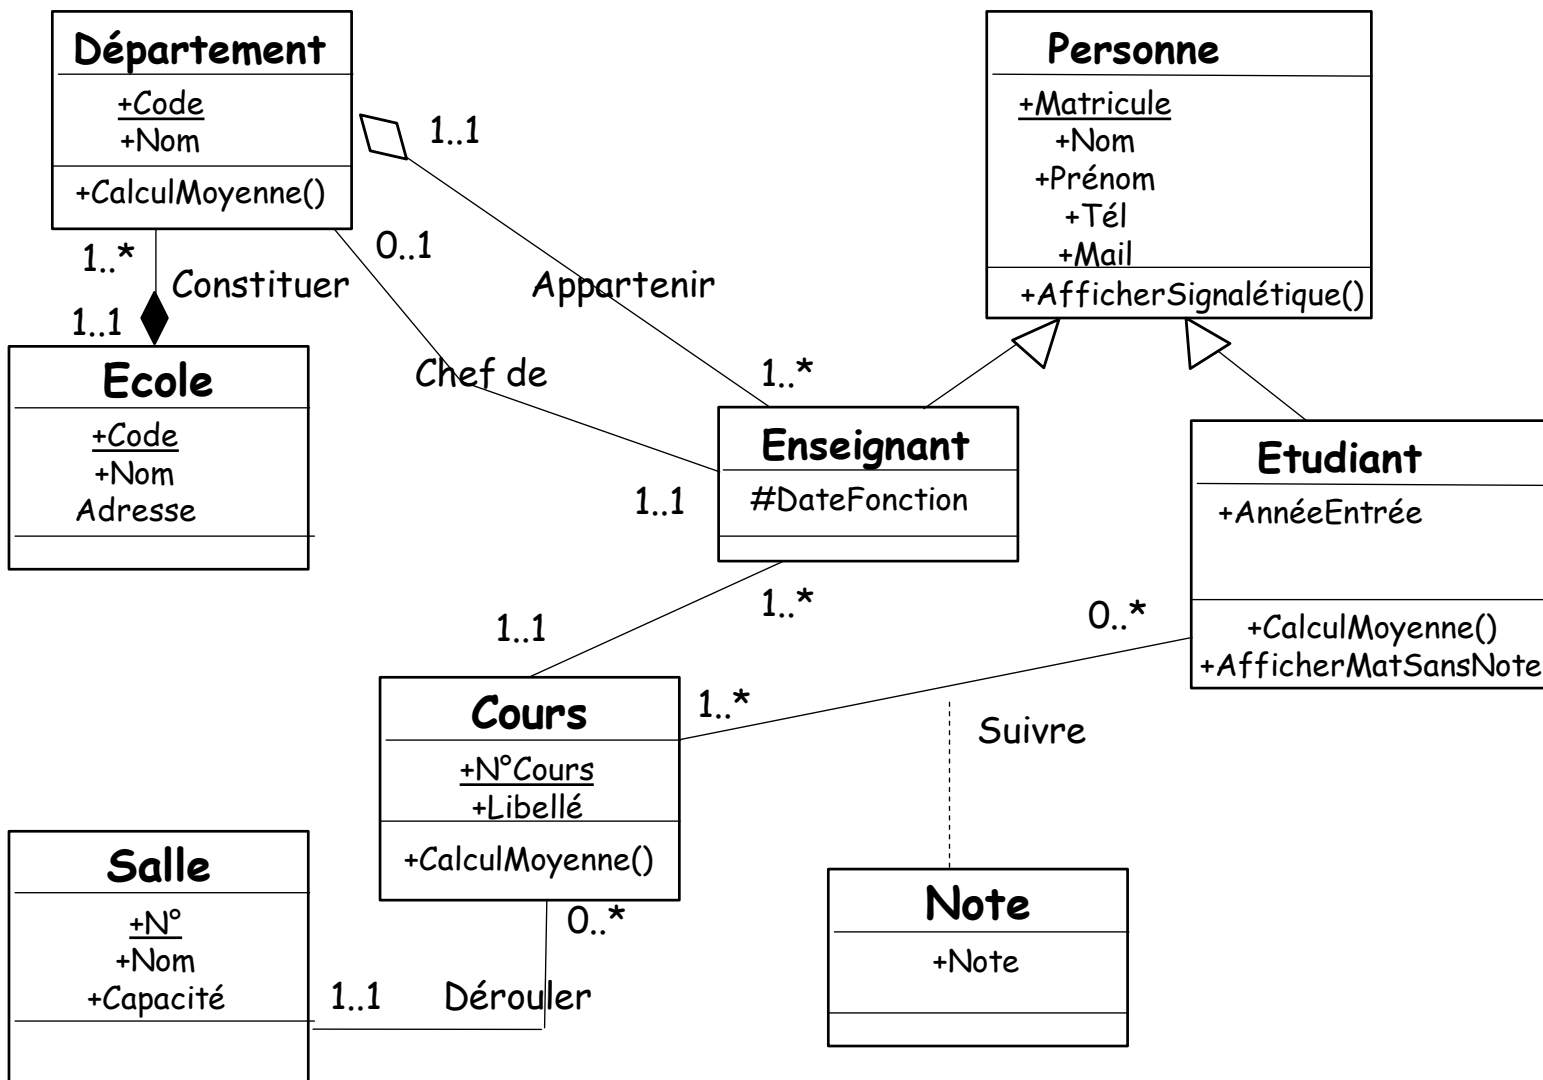 Département
+Code
+Nom
+CalculMoyenne()
1..1
Personne
+Matricule
+Nom
+Prénom
+Tél
+Mail
+AfficherSignalétique()
1..*
Constituer
0..1
Appartenir
1..1
Chef de
1..*
Ecole
+Code
+Nom
Adresse
Enseignant
#DateFonction
1..1
Etudiant
+AnnéeEntrée
+CalculMoyenne()
+AfficherMatSansNote
1..*
0..*
1..1
Cours
+N°Cours
+Libellé
+CalculMoyenne()
1..*
Suivre
Salle
+N°
+Nom
+Capacité
0..*
1..1
Dérouler
Note
+Note